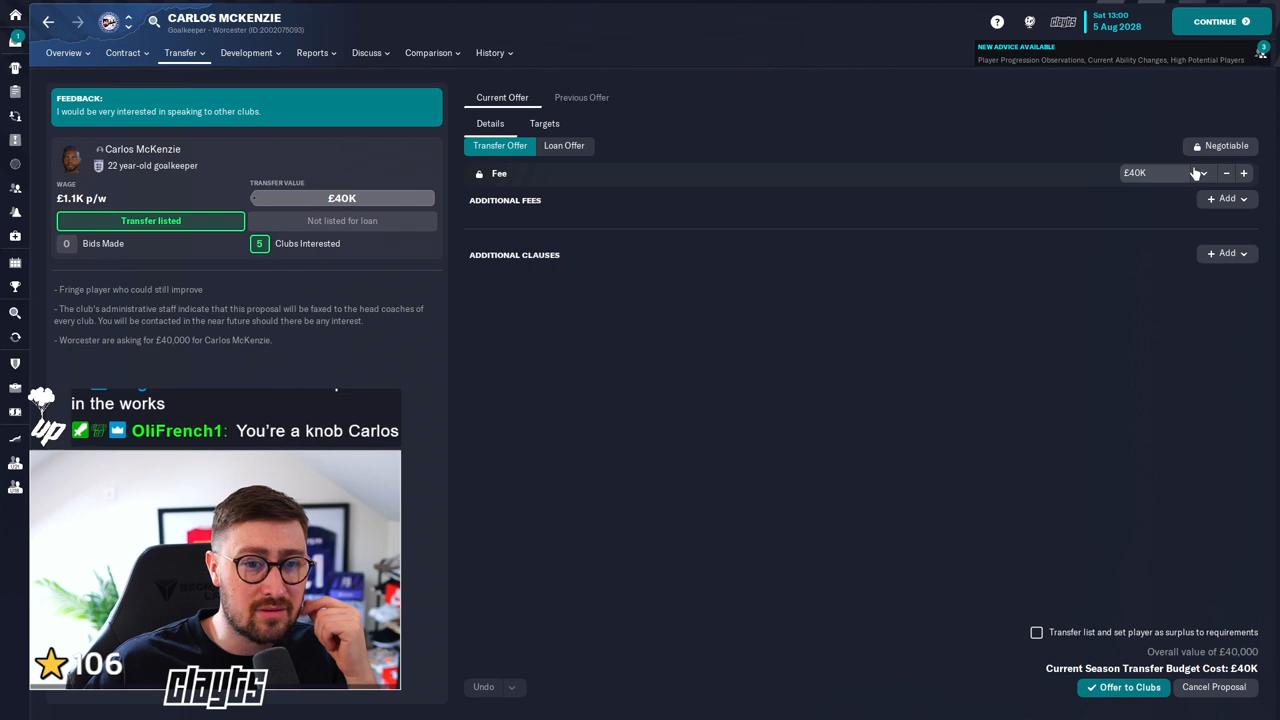 CARLOS MCKENZIE
Goalkeeper - Worcester (ID:2002075093)
Sat 13:00
5 Aug 2028
CONTINUE
1
Overview
Contract
Transfer
Development
Reports
Discuss
Comparison
History
NEW ADVICE AVAILABLE
Player Progression Observations, Current Ability Changes, High Potential Players
3
FEEDBACK:
I would be very interested in speaking to other clubs.
Carlos McKenzie
22 year-old goalkeeper
WAGE
£1.1K p/w
TRANSFER VALUE
£40K
Transfer listed
Not listed for loan
0 Bids Made
5 Clubs Interested
- Fringe player who could still improve
- The club's administrative staff indicate that this proposal will be faxed to the head coaches of
every club. You will be contacted in the near future should there be any interest.
- Worcester are asking for £40,000 for Carlos McKenzie.
Current Offer
Previous Offer
Details
Targets
Transfer Offer
Loan Offer
Negotiable
Fee
£40K
ADDITIONAL FEES
Add
ADDITIONAL CLAUSES
Add
in the works
UP
OliFrench1: You're a knob Carlos
106
clayts
Transfer list and set player as surplus to requirements
Overall value of £40,000
Current Season Transfer Budget Cost: £40K
Undo
Offer to Clubs
Cancel Proposal